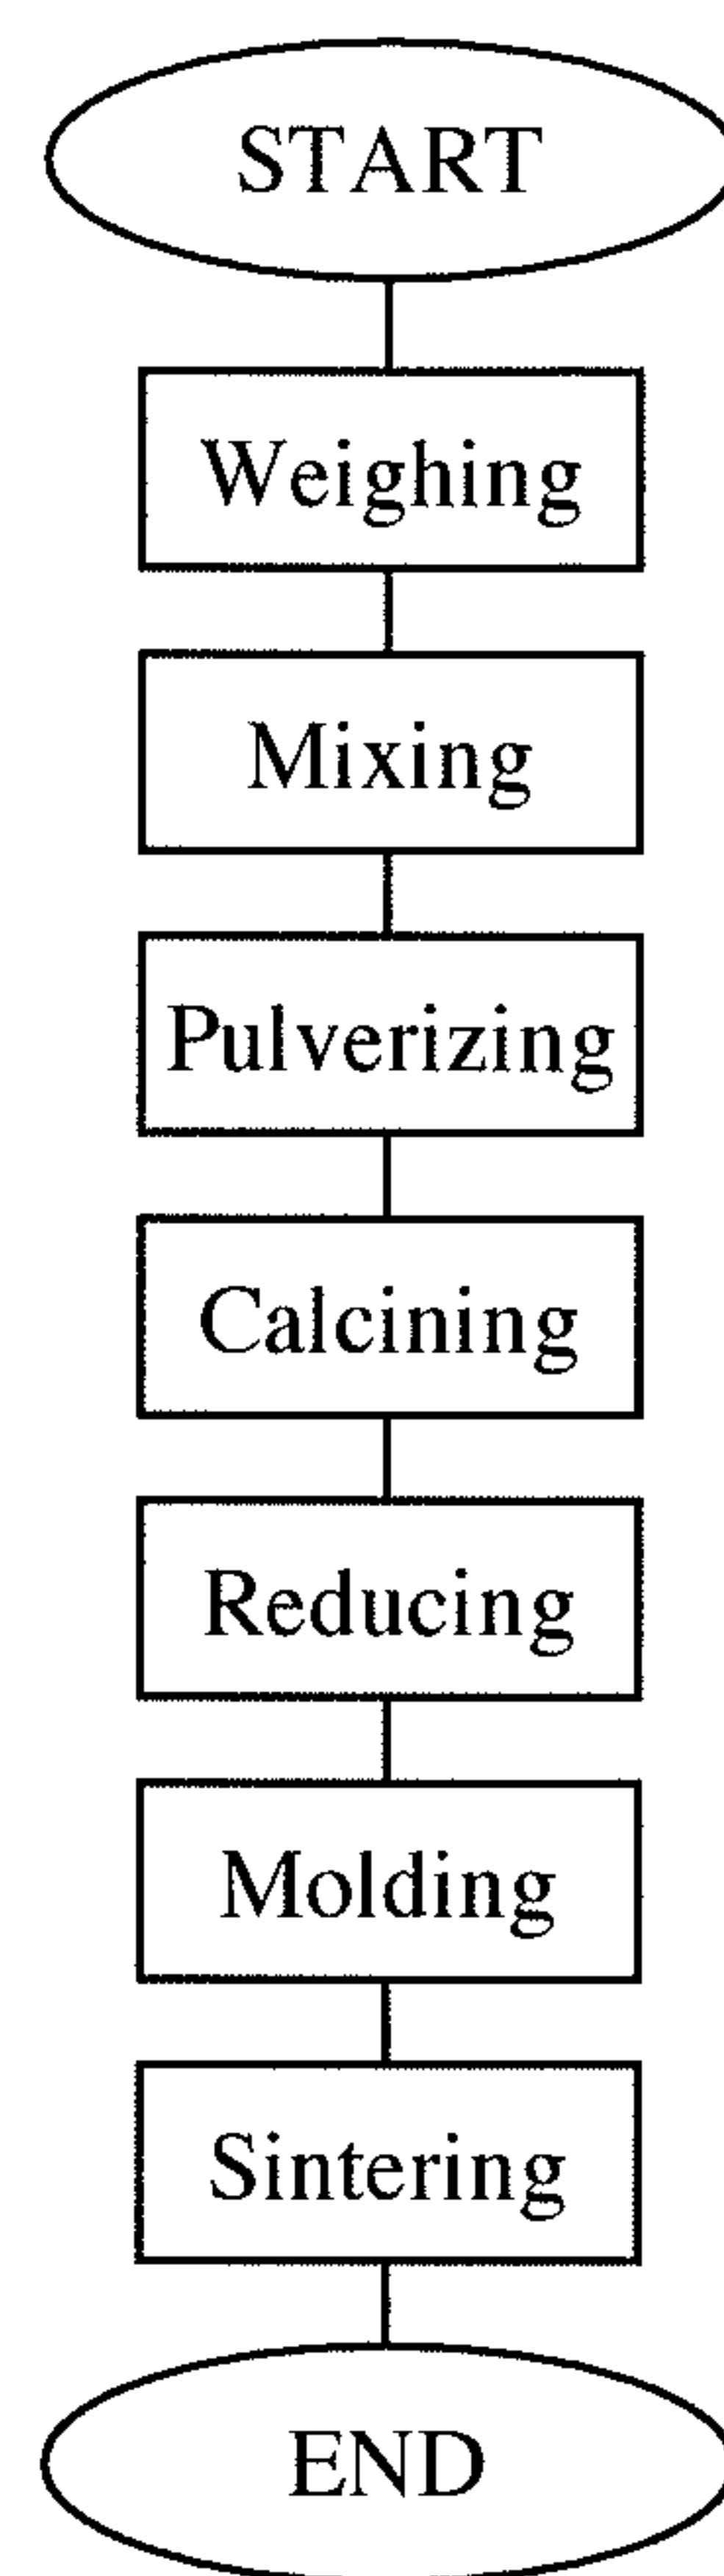 START
Weighing
Mixing
Pulverizing
Calcining
Reducing
Molding
Sintering
END